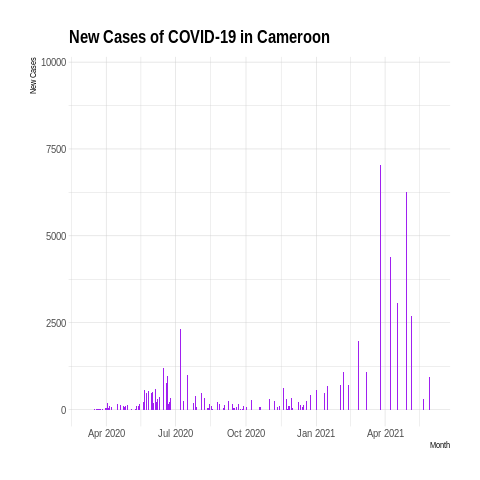 New Cases of COVID-19 in Cameroon
New Cases
10000
7500
5000
2500
0
Apr 2020 Jul 2020 Oct 2020 Jan 2021 Apr 2021
Month